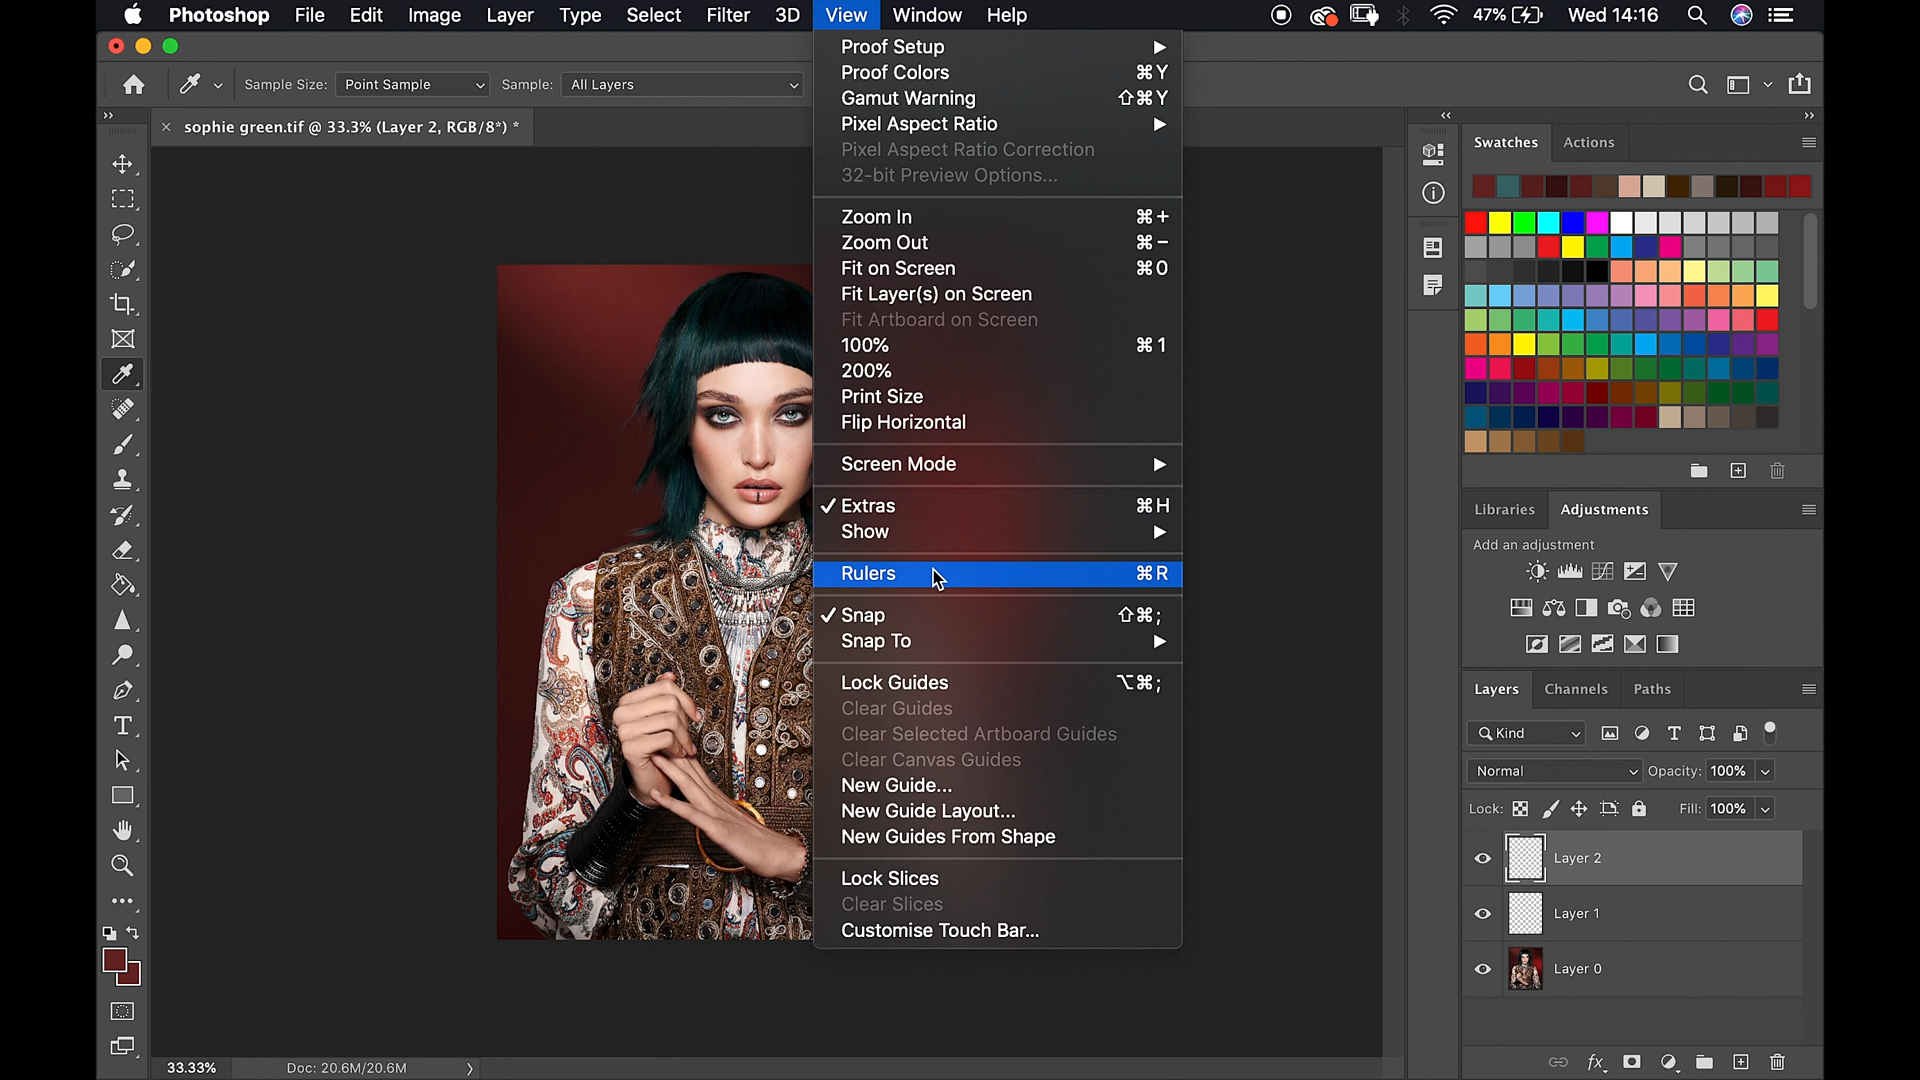 Photoshop File Edit Image Layer Type Select Filter 3D View Window Help 47% Wed 14:16
Sample Size: Point Sample Sample: All Layers
sophie green.tif @ 33.3% (Layer 2, RGB/8*) *
Proof Setup
Proof Colors ⌘Y
Gamut Warning ⇧⌘Y
Pixel Aspect Ratio
Pixel Aspect Ratio Correction
32-bit Preview Options...
Zoom In ⌘+
Zoom Out ⌘−
Fit on Screen ⌘0
Fit Layer(s) on Screen
Fit Artboard on Screen
100% ⌘1
200%
Print Size
Flip Horizontal
Screen Mode
✓ Extras ⌘H
Show
Rulers ⌘R
✓ Snap ⇧⌘;
Snap To
Lock Guides ⌥⌘;
Clear Guides
Clear Selected Artboard Guides
Clear Canvas Guides
New Guide...
New Guide Layout...
New Guides From Shape
Lock Slices
Clear Slices
Customise Touch Bar...
Swatches Actions
Libraries Adjustments
Add an adjustment
Layers Channels Paths
Kind
Normal Opacity: 100%
Lock: Fill: 100%
Layer 2
Layer 1
Layer 0
33.33% Doc: 20.6M/20.6M